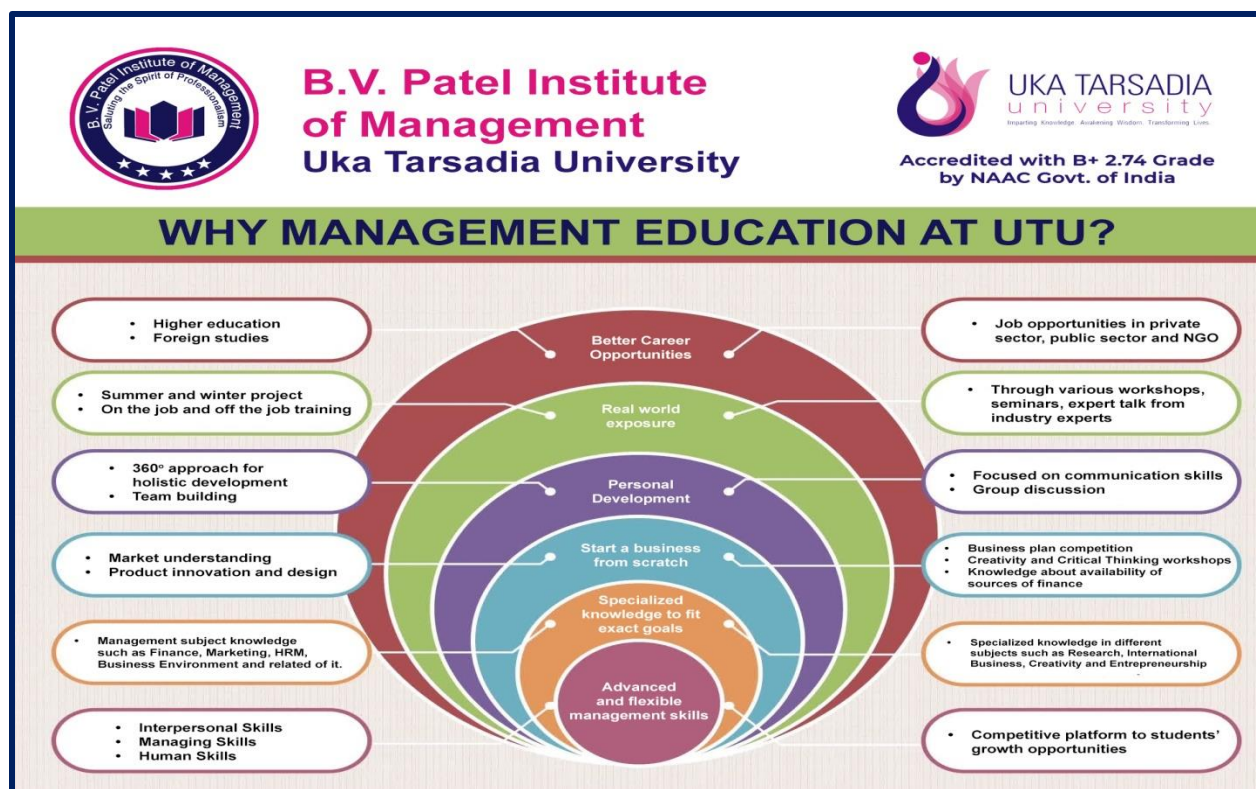 B. V. Patel Institute of Management
Saluting the Spirit of Professionalism
B.V. Patel Institute
of Management
Uka Tarsadia University
UKA TARSADIA
university
Imparting Knowledge. Awakening Wisdom. Transforming Lives.
Accredited with B+ 2.74 Grade
by NAAC Govt. of India
WHY MANAGEMENT EDUCATION AT UTU?
• Higher education
• Foreign studies
Better Career
Opportunities
• Job opportunities in private
sector, public sector and NGO
• Summer and winter project
• On the job and off the job training
Real world
exposure
• Through various workshops,
seminars, expert talk from
industry experts
• 360° approach for
holistic development
• Team building
Personal
Development
• Focused on communication skills
• Group discussion
• Market understanding
• Product innovation and design
Start a business
from scratch
• Business plan competition
• Creativity and Critical Thinking workshops
• Knowledge about availability of
sources of finance
• Management subject knowledge
such as Finance, Marketing, HRM,
Business Environment and related of it.
Specialized
knowledge to fit
exact goals
• Specialized knowledge in different
subjects such as Research, International
Business, Creativity and Entrepreneurship
• Interpersonal Skills
• Managing Skills
• Human Skills
Advanced
and flexible
management skills
• Competitive platform to students'
growth opportunities